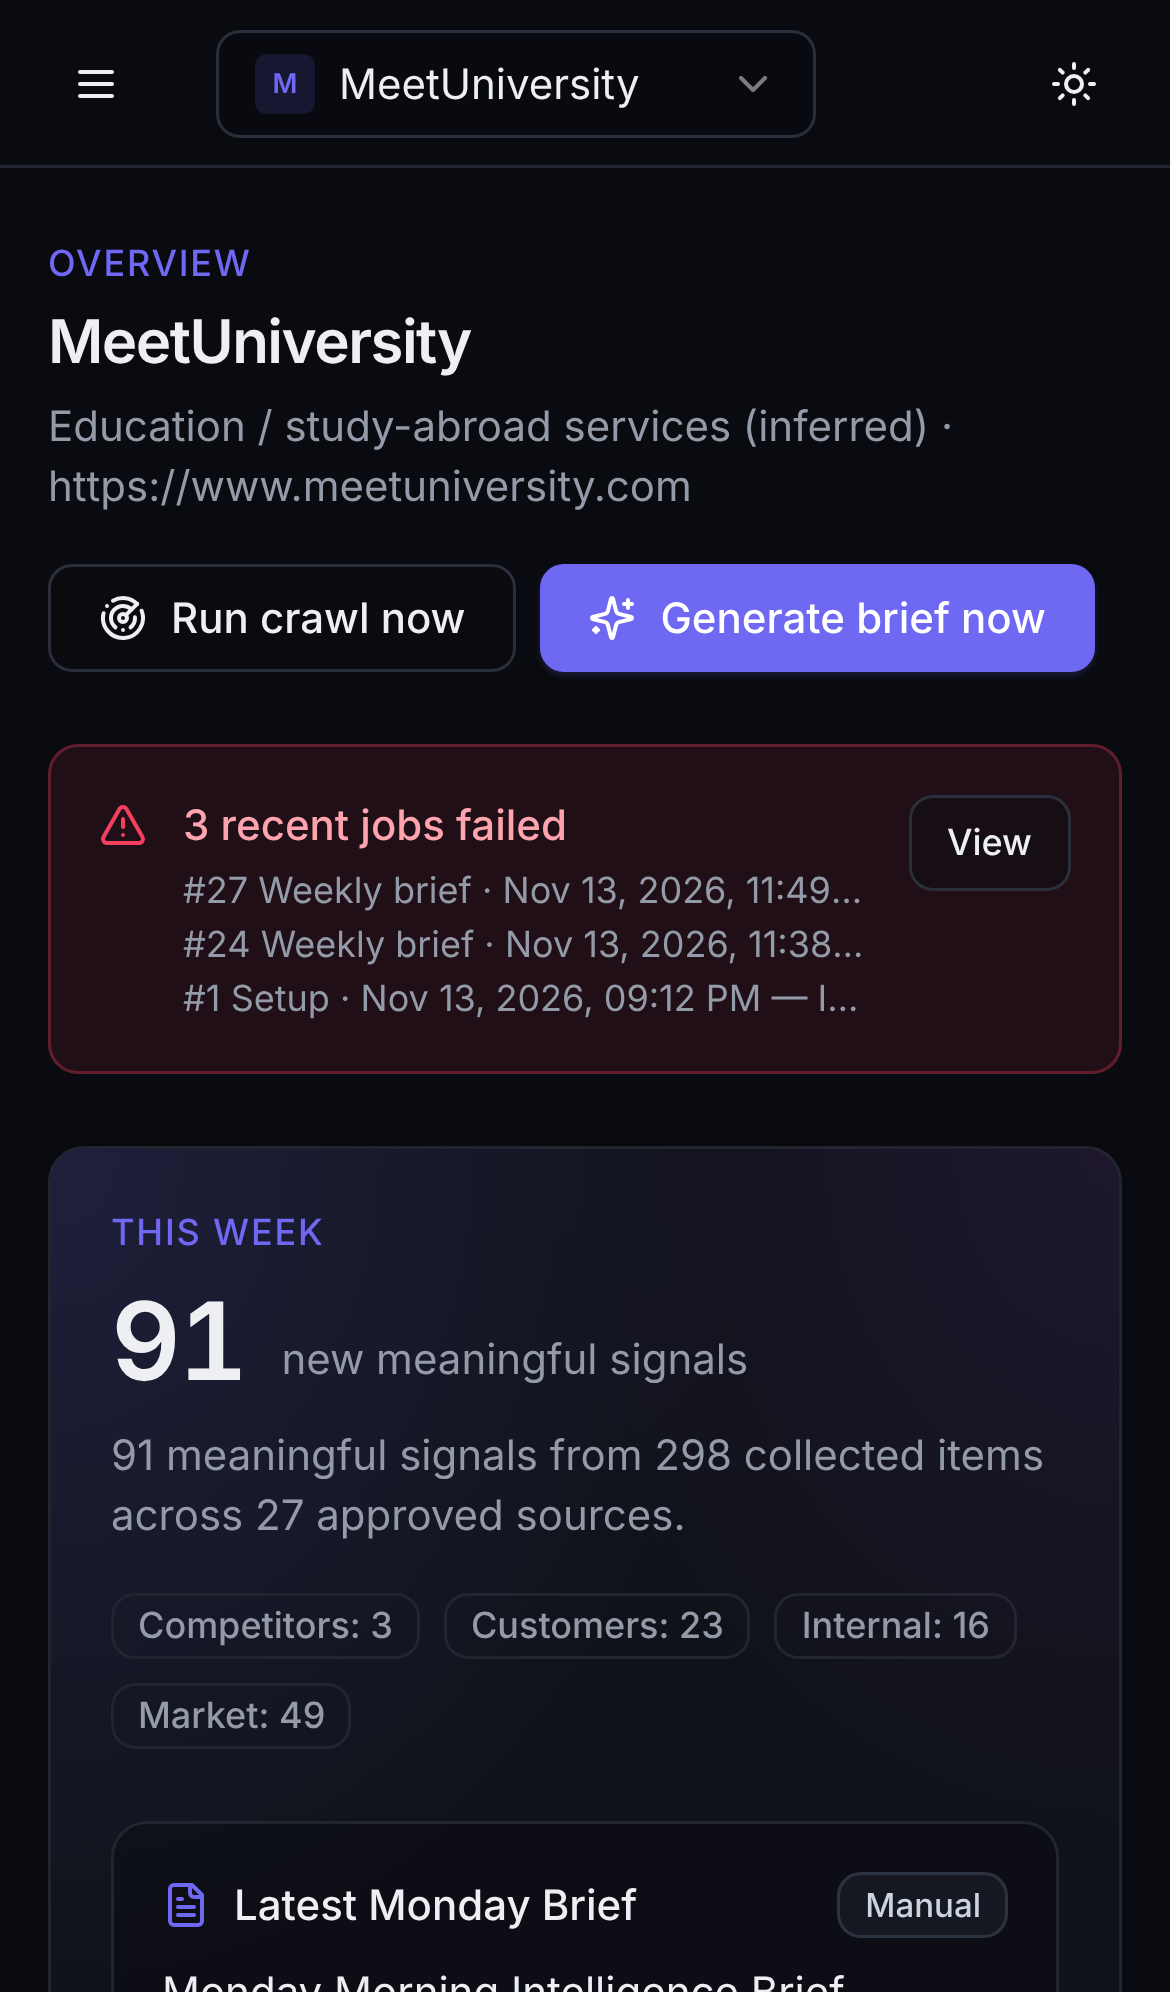 M MeetUniversity
OVERVIEW
MeetUniversity
Education / study-abroad services (inferred) ·
https://www.meetuniversity.com
Run crawl now
Generate brief now
3 recent jobs failed
View
#27 Weekly brief · Nov 13, 2026, 11:49...
#24 Weekly brief · Nov 13, 2026, 11:38...
#1 Setup · Nov 13, 2026, 09:12 PM — I...
THIS WEEK
91 new meaningful signals
91 meaningful signals from 298 collected items
across 27 approved sources.
Competitors: 3
Customers: 23
Internal: 16
Market: 49
Latest Monday Brief
Manual
Monday Morning Intelligence Brief